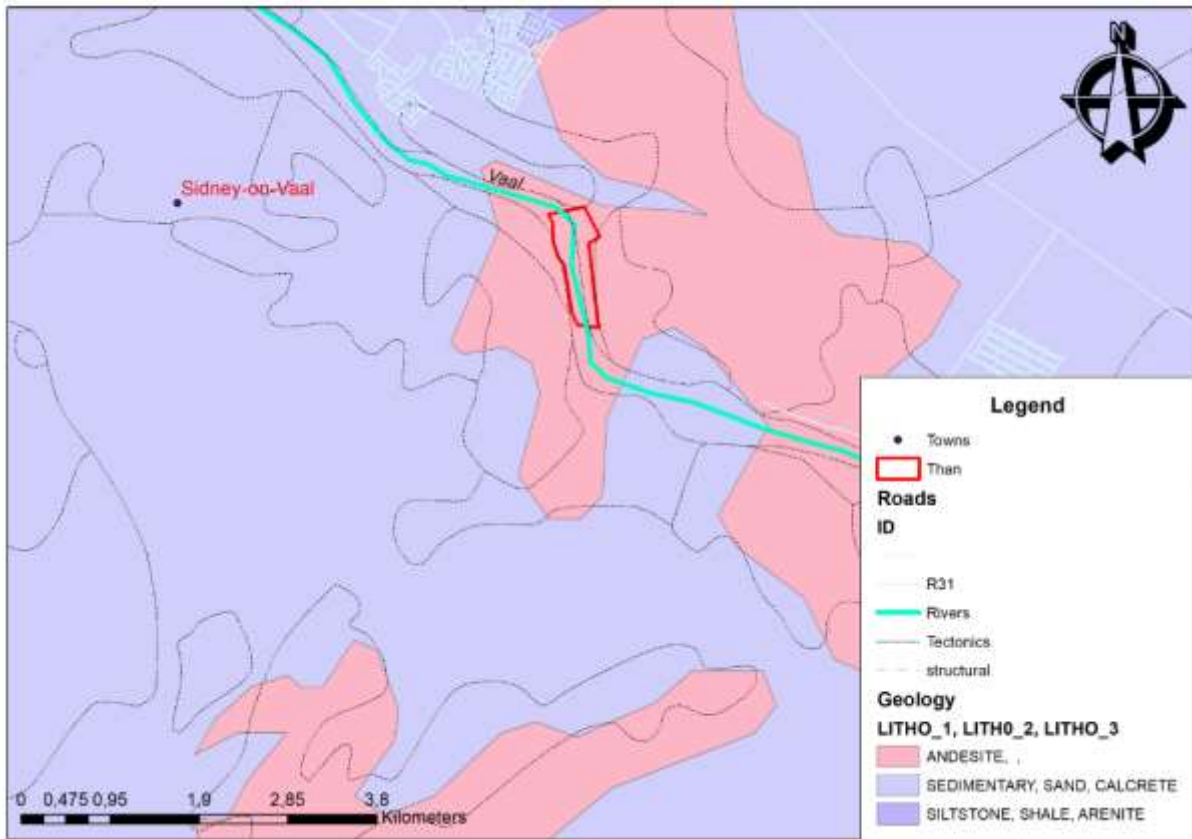 N
Vaal
Sidney-on-Vaal
Legend
Towns
Than
Roads
ID
R31
Rivers
Tectonics
structural
Geology
LITHO_1, LITH0_2, LITHO_3
ANDESITE, ,
SEDIMENTARY, SAND, CALCRETE
SILTSTONE, SHALE, ARENITE
0 0,475 0,95 1,9 2,85 3,8
Kilometers